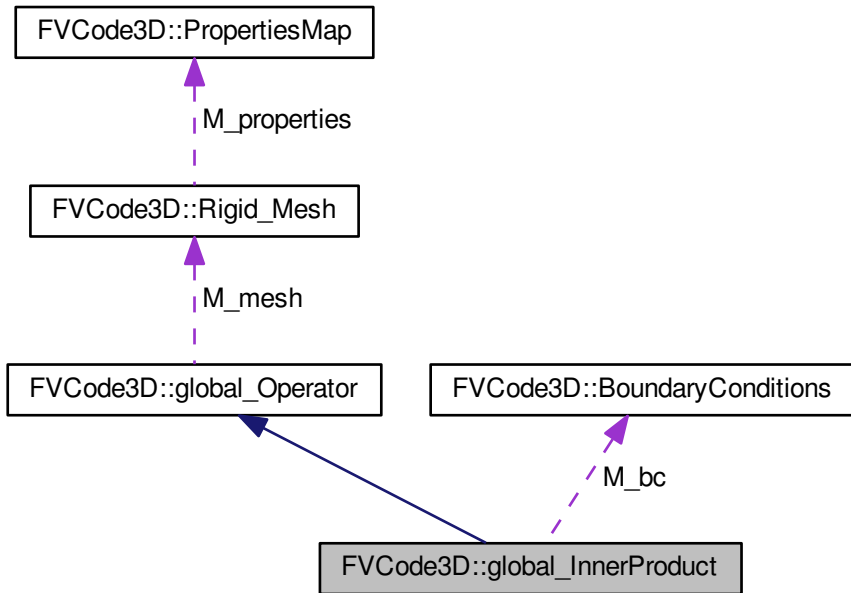 FVCode3D::PropertiesMap
M_properties
FVCode3D::Rigid_Mesh
M_mesh
FVCode3D::global_Operator
FVCode3D::BoundaryConditions
M_bc
FVCode3D::global_InnerProduct